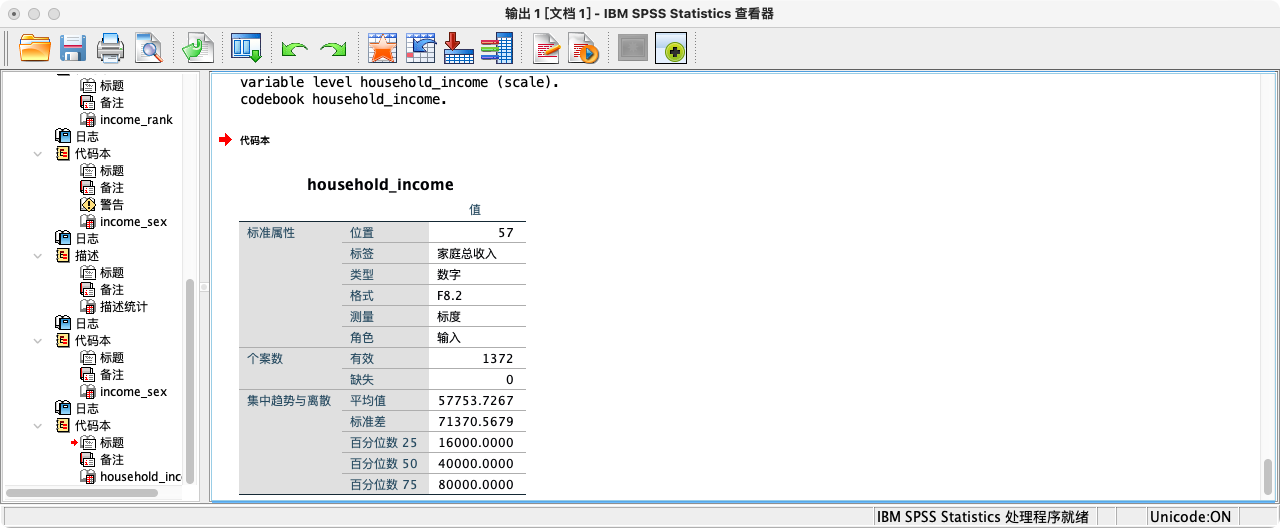 输出 1 [文档 1] - IBM SPSS Statistics 查看器
标题
备注
income_rank
日志
代码本
标题
备注
警告
income_sex
日志
描述
标题
备注
描述统计
日志
代码本
标题
备注
income_sex
日志
代码本
标题
备注
household_inc
variable level household_income (scale).
codebook household_income.
代码本
household_income
值
标准属性 位置 57
标签 家庭总收入
类型 数字
格式 F8.2
测量 标度
角色 输入
个案数 有效 1372
缺失 0
集中趋势与离散 平均值 57753.7267
标准差 71370.5679
百分位数 25 16000.0000
百分位数 50 40000.0000
百分位数 75 80000.0000
IBM SPSS Statistics 处理程序就绪 Unicode:ON